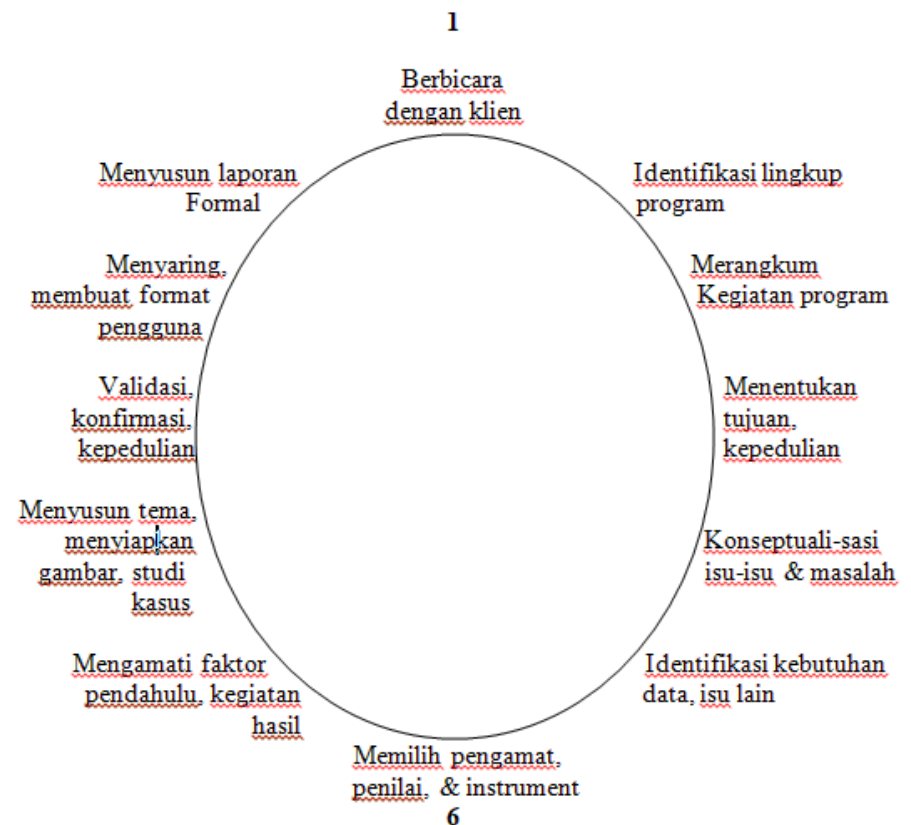 1
Berbicara
dengan klien
Identifikasi lingkup
program
Merangkum
Kegiatan program
Menentukan
tujuan,
kepedulian
Konseptuali-sasi
isu-isu & masalah
Identifikasi kebutuhan
data, isu lain
Memilih pengamat,
penilai, & instrument
6
Mengamati faktor
pendahulu, kegiatan
hasil
Menyusun tema,
menyiapkan
gambar, studi
kasus
Validasi,
konfirmasi,
kepedulian
Menyaring,
membuat format
pengguna
Menyusun laporan
Formal